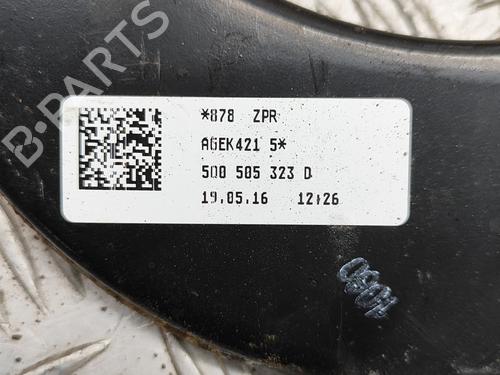 B-PARTS
*878 ZPR
AGEK421 5*
5Q0 505 323 D
19.05.16 12:26